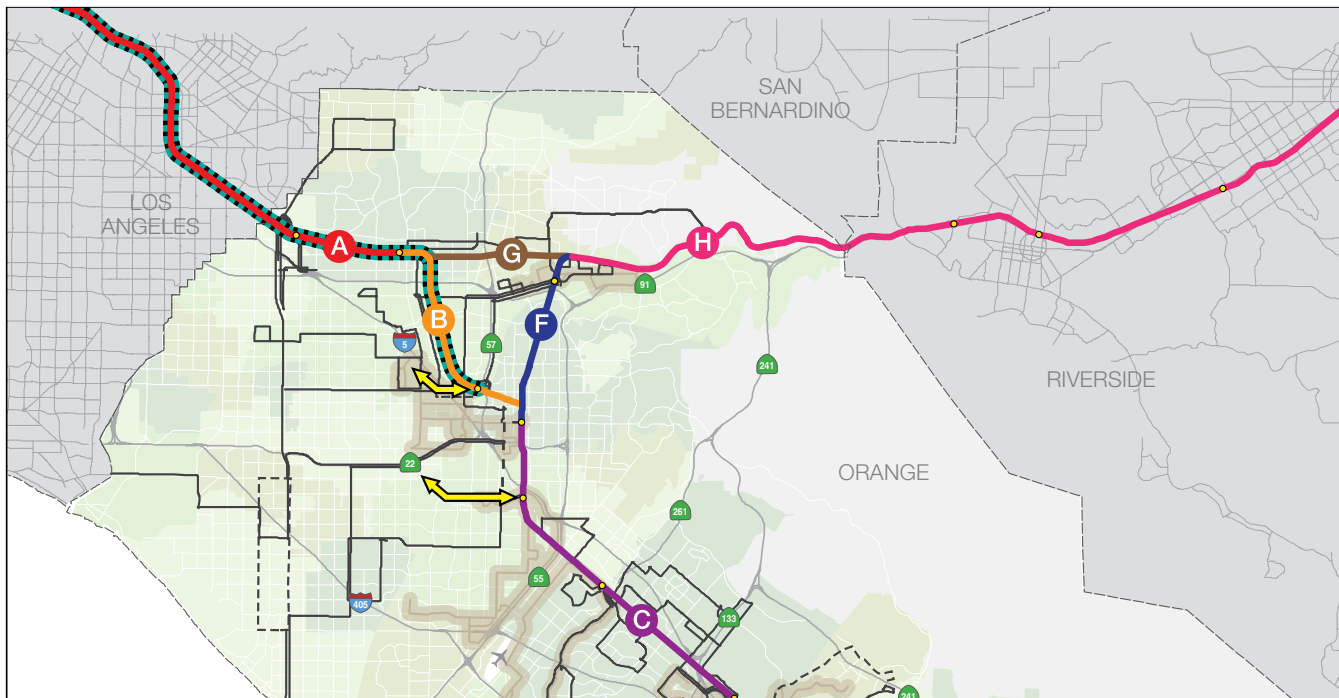 SAN
BERNARDINO
LOS
ANGELES
A
G
H
91
B
F
5
57
241
RIVERSIDE
22
ORANGE
261
55
405
C
133
241